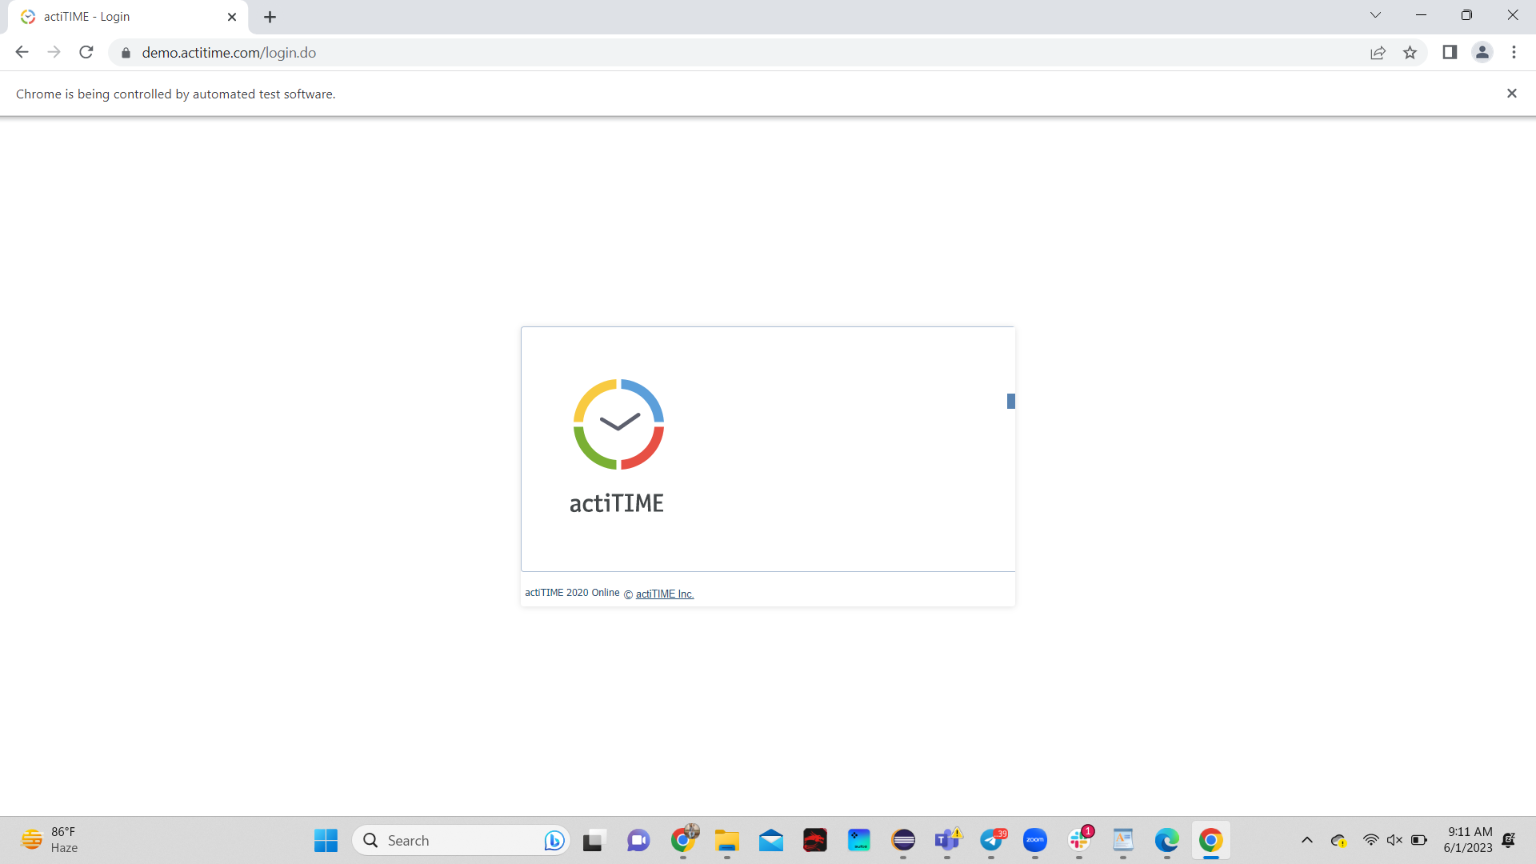 actiTIME - Login
demo.actitime.com/login.do
Chrome is being controlled by automated test software.
actiTIME
actiTIME 2020 Online © actiTIME Inc.
86°F
Haze
Search
39
zoom
1
9:11 AM
6/1/2023